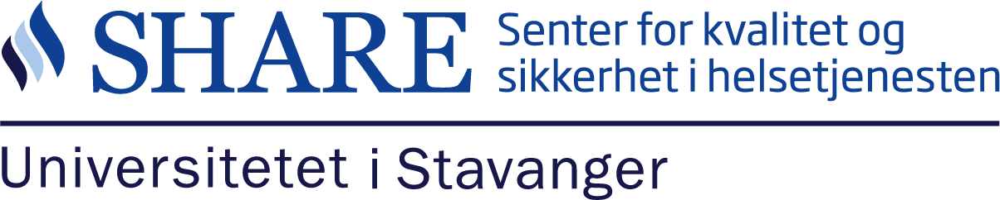 SHARE
Senter for kvalitet og
sikkerhet i helsetjenesten
Universitetet i Stavanger